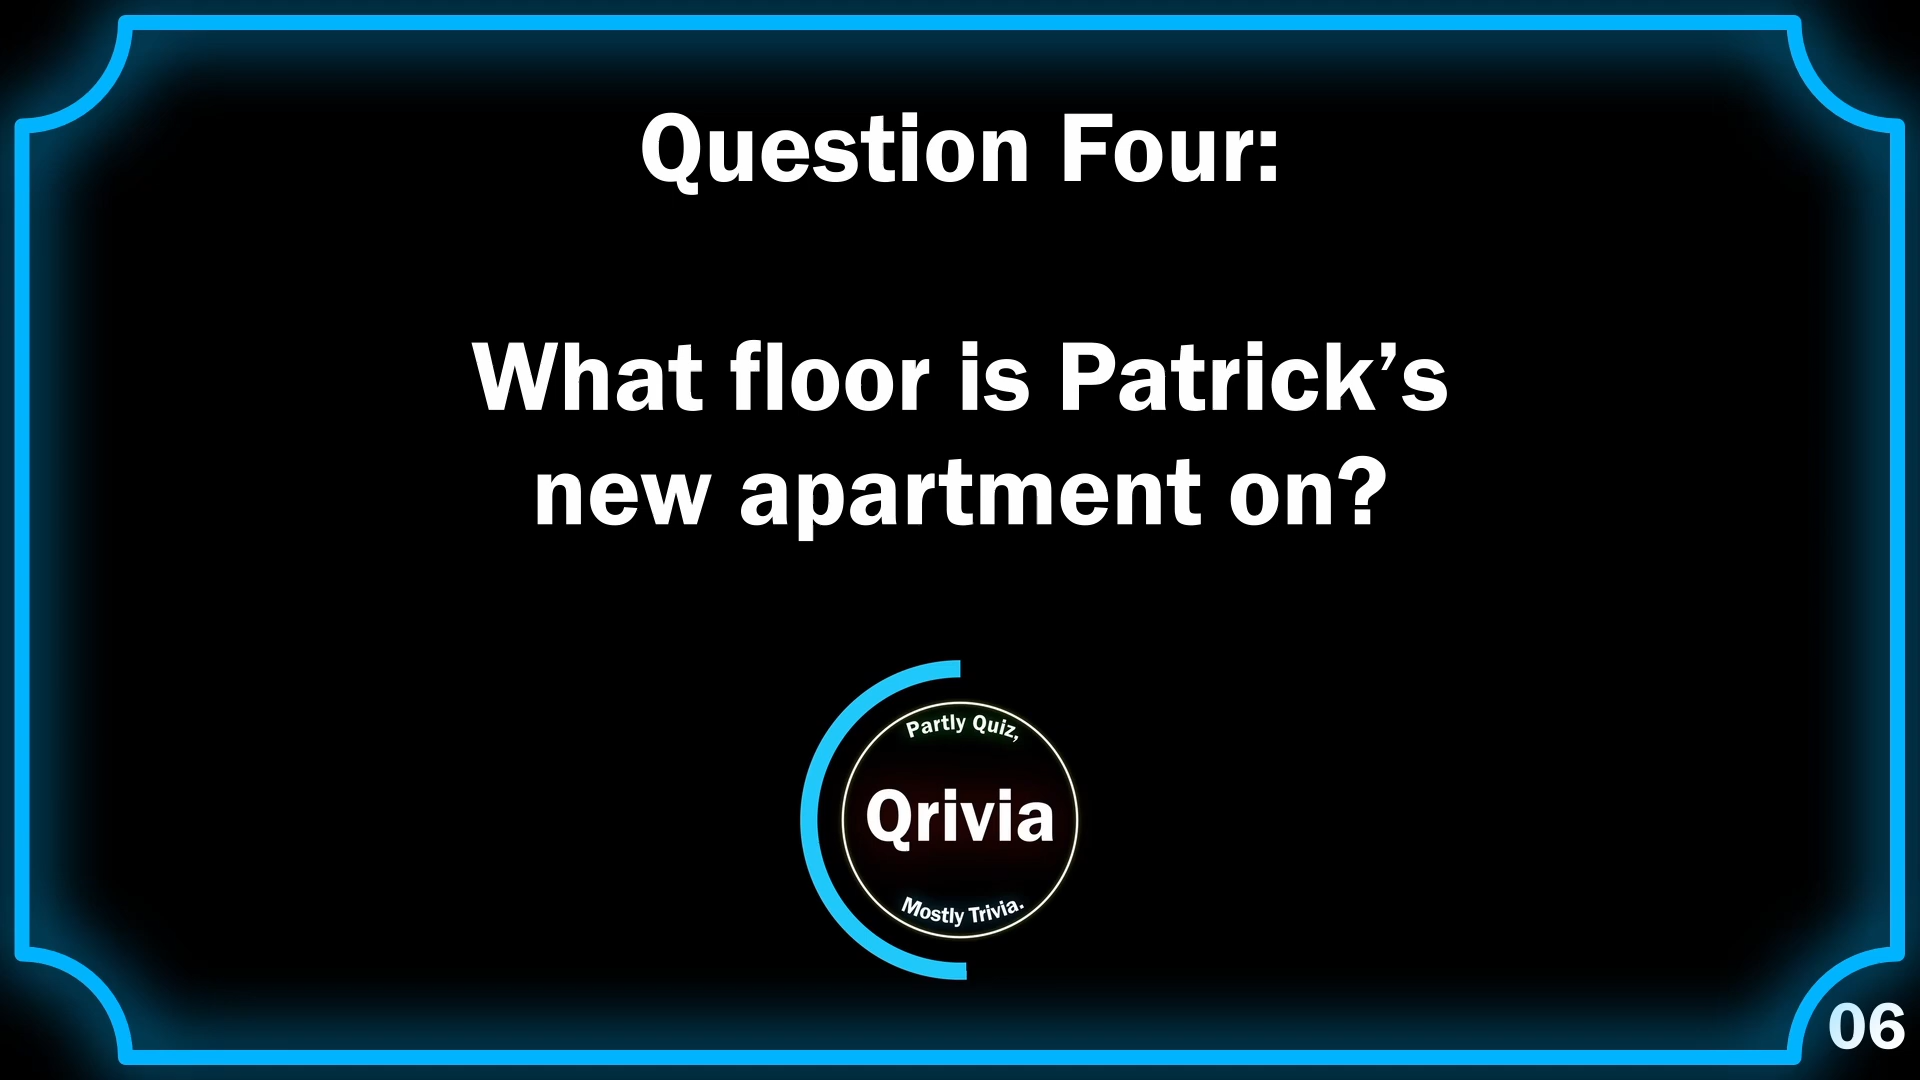 Question Four:
What floor is Patrick’s
new apartment on?
Partly Quiz,
Qrivia
Mostly Trivia.
06